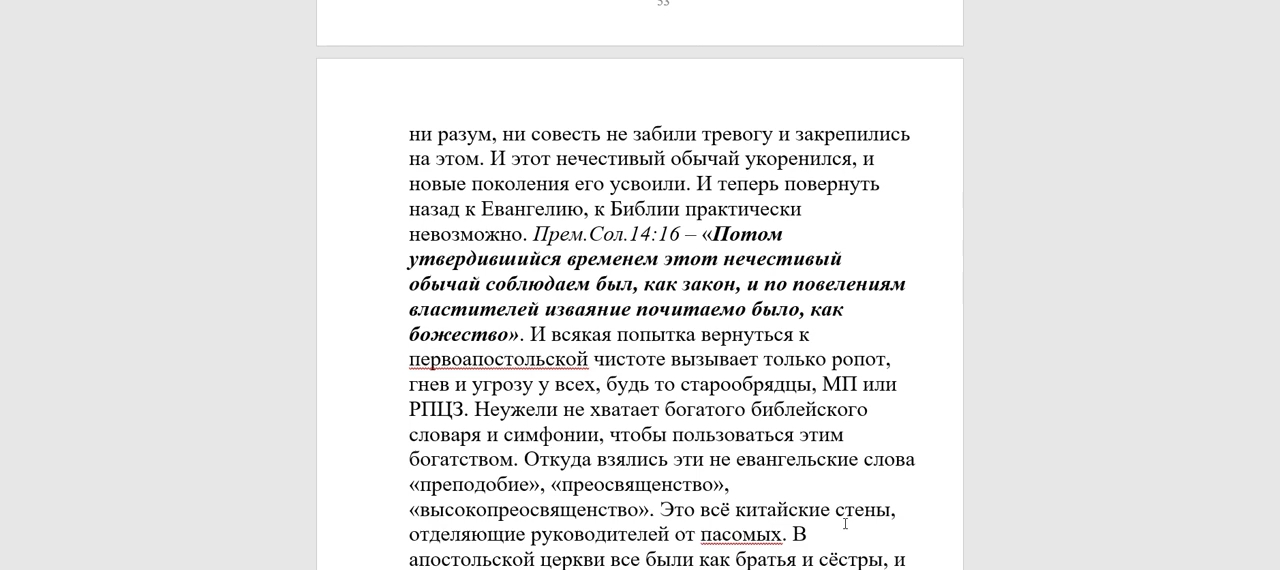 53
ни разум, ни совесть не забили тревогу и закрепились
на этом. И этот нечестивый обычай укоренился, и
новые поколения его усвоили. И теперь повернуть
назад к Евангелию, к Библии практически
невозможно. Прем.Сол.14:16 – «Потом
утвердившийся временем этот нечестивый
обычай соблюдаем был, как закон, и по повелениям
властителей изваяние почитаемо было, как
божество». И всякая попытка вернуться к
первоапостольской чистоте вызывает только ропот,
гнев и угрозу у всех, будь то старообрядцы, МП или
РПЦЗ. Неужели не хватает богатого библейского
словаря и симфонии, чтобы пользоваться этим
богатством. Откуда взялись эти не евангельские слова
«преподобие», «преосвященство»,
«высокопреосвященство». Это всё китайские стены,
отделяющие руководителей от пасомых. В
апостольской церкви все были как братья и сёстры, и